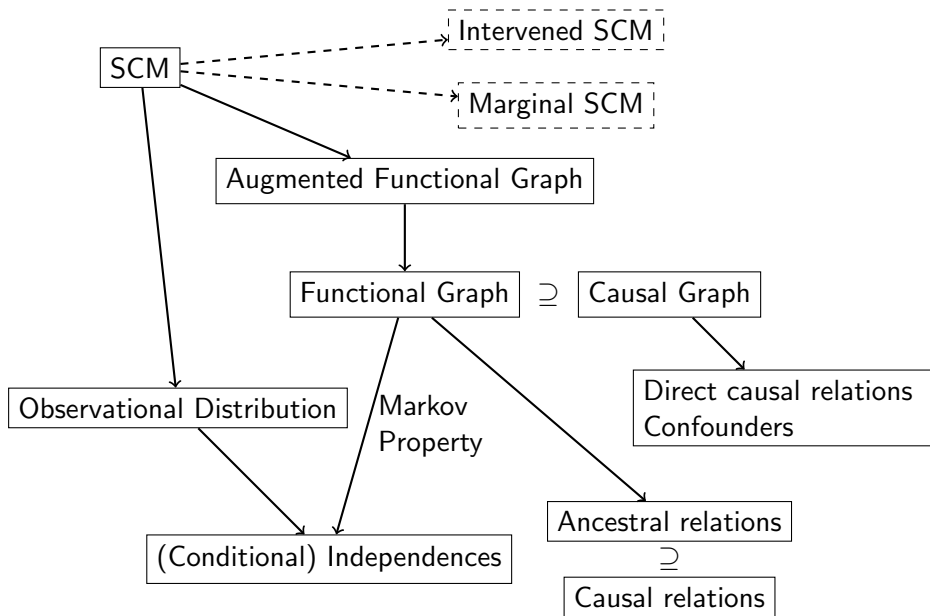 Intervened SCM
SCM
Marginal SCM
Augmented Functional Graph
Functional Graph ⊇ Causal Graph
Direct causal relations
Confounders
Observational Distribution
Markov
Property
Ancestral relations
(Conditional) Independences
⊇
Causal relations